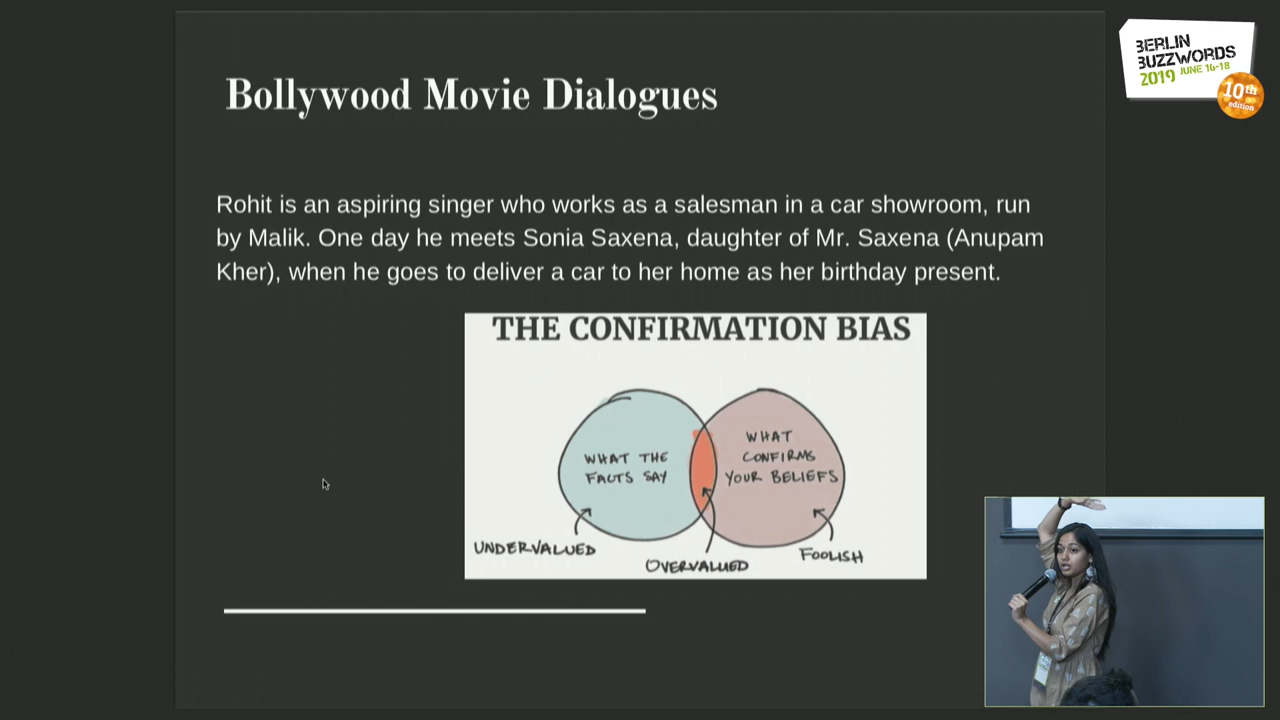 Bollywood Movie Dialogues
BERLIN
BUZZWORDS
2019 JUNE 16-18
10th
edition
Rohit is an aspiring singer who works as a salesman in a car showroom, run
by Malik. One day he meets Sonia Saxena, daughter of Mr. Saxena (Anupam
Kher), when he goes to deliver a car to her home as her birthday present.
THE CONFIRMATION BIAS
WHAT THE
FACTS SAY
WHAT
CONFIRMS
YOUR BELIEFS
UNDERVALUED
OVERVALUED
FOOLISH